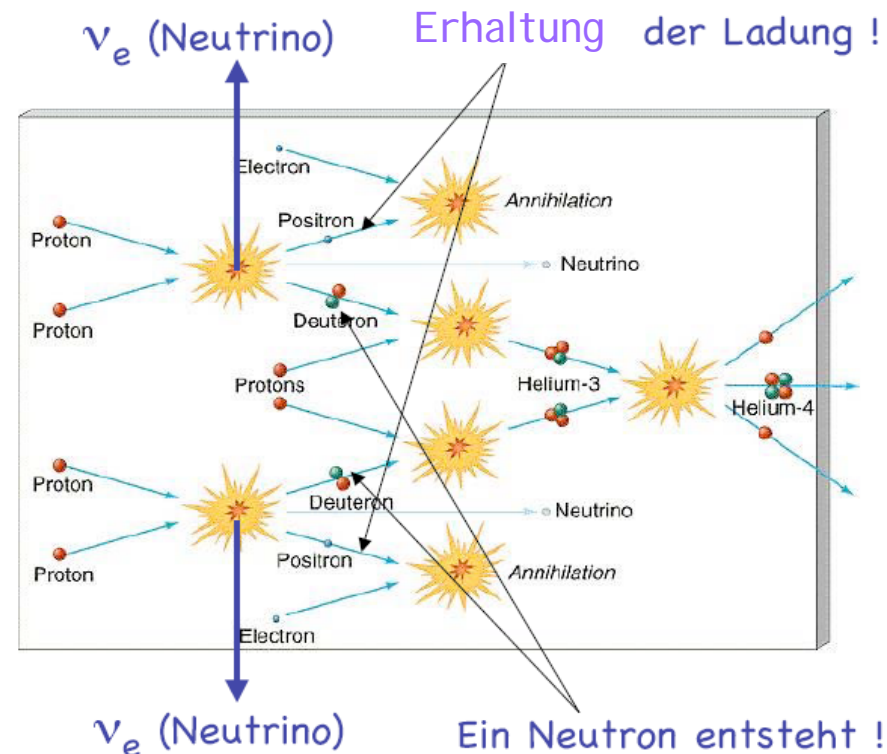 νe (Neutrino) Erhaltung der Ladung !
Electron
Annihilation
Positron
Proton
Neutrino
Deuteron
Proton
Protons
Helium-3
Helium-4
Proton
Deuteron
Neutrino
Positron
Proton
Annihilation
Electron
νe (Neutrino) Ein Neutron entsteht !